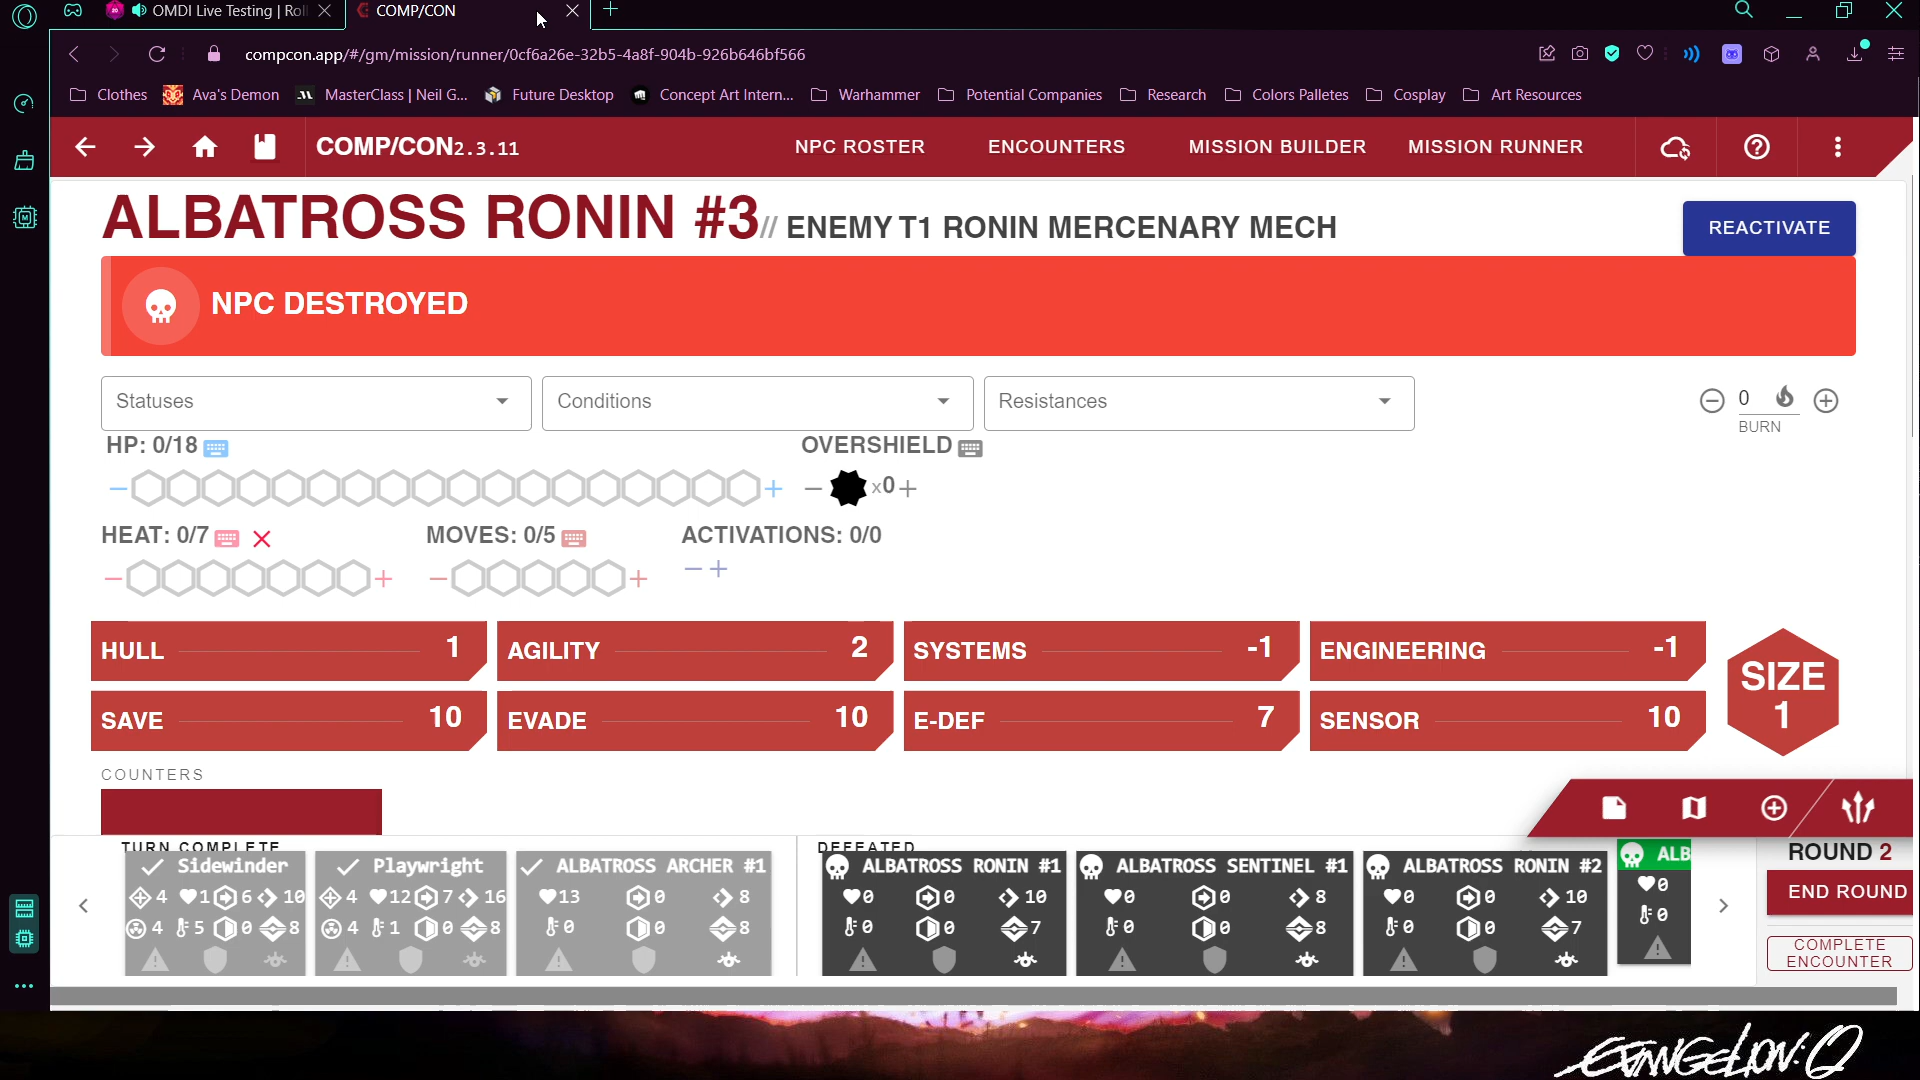 OMDI Live Testing | Rol
COMP/CON
compcon.app/#/gm/mission/runner/0cf6a26e-32b5-4a8f-904b-926b646bf566
Clothes Ava's Demon MasterClass | Neil G... Future Desktop Concept Art Intern... Warhammer Potential Companies Research Colors Palletes Cosplay Art Resources
COMP/CON 2.3.11 NPC ROSTER ENCOUNTERS MISSION BUILDER MISSION RUNNER
ALBATROSS RONIN #3 // ENEMY T1 RONIN MERCENARY MECH REACTIVATE
NPC DESTROYED
Statuses Conditions Resistances 0
BURN
HP: 0/18 OVERSHIELD
x0
HEAT: 0/7 MOVES: 0/5 ACTIVATIONS: 0/0
HULL 1 AGILITY 2 SYSTEMS -1 ENGINEERING -1
SIZE
1
SAVE 10 EVADE 10 E-DEF 7 SENSOR 10
COUNTERS
TURN COMPLETE DEFEATED
Sidewinder
4 1 6 10
4 5 0 8
Playwright
4 12 7 16
4 1 0 8
ALBATROSS ARCHER #1
13 0 8
0 0 8
ALBATROSS RONIN #1
0 0 10
0 0 7
ALBATROSS SENTINEL #1
0 0 8
0 0 8
ALBATROSS RONIN #2
0 0 10
0 0 7
ALB
0
0
ROUND 2
END ROUND
COMPLETE
ENCOUNTER
EVANGELION:Q